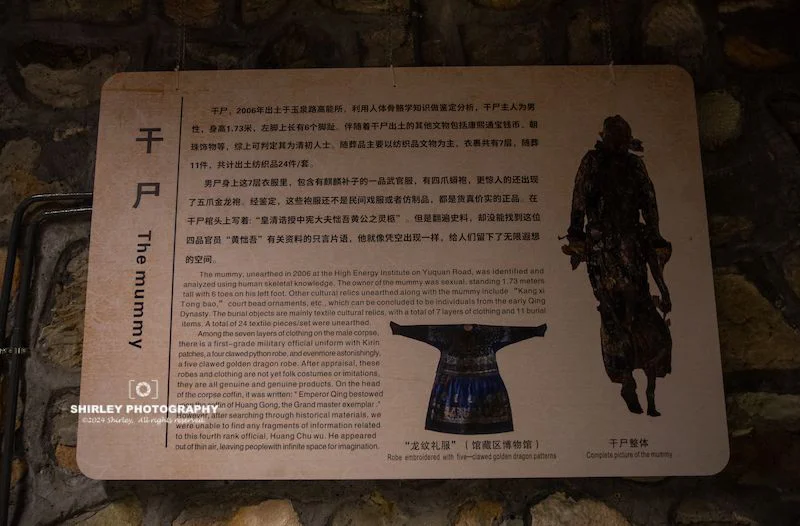 干尸
The mummy
干尸，2006年出土于玉泉路高能所，利用人体骨骼学知识做鉴定分析，干尸主人为男
性，身高1.73米，左脚上长有6个脚趾。伴随着干尸出土的其他文物包括康熙通宝钱币、朝
珠饰物等，综上可判定其为清初人士。随葬品主要以纺织品文物为主，衣裹共有7层，随葬
11件，共计出土纺织品24件/套。
男尸身上这7层衣服里，包含有麒麟补子的一品武官服，有四爪蟒袍，更惊人的还出现
了五爪金龙袍。经鉴定，这些袍服还不是民间戏服或者仿制品，都是货真价实的正品。在
干尸棺头上写着："皇清诰授中宪大夫恺吾黄公之灵柩"。但是翻遍史料，却没能找到这位
四品官员"黄恺吾"有关资料的只言片语，他就像凭空出现一样，给人们留下了无限遐想
的空间。
The mummy, unearthed in 2006 at the High Energy Institute on Yuquan Road, was identified and
analyzed using human skeletal knowledge. The owner of the mummy was sexual, standing 1.73 meters
tall with 6 toes on his left foot. Other cultural relics unearthed along with the mummy include "Kang xi
Tong bao," court bead ornaments, etc., which can be concluded to be individuals from the early Qing
Dynasty. The burial objects are mainly textile cultural relics, with a total of 7 layers of clothing and 11 burial
items. A total of 24 textile pieces/set were unearthed.
Among the seven layers of clothing on the male corpse,
there is a first-grade military official uniform with Kirin
patches, a four clawed python robe, and evenmore astonishingly,
a five clawed golden dragon robe. After appraisal, these
robes and clothing are not yet folk costumes or imitations,
they are all genuine and genuine products. On the head
of the corpse coffin, it was written: " Emperor Qing bestowed
coffin of Huang Gong, the Grand master exemplar ."
However, after searching through historical materials, we
were unable to find any fragments of information related
to this fourth rank official, Huang Chu wu. He appeared
out of thin air, leaving people with infinite space for imagination.
"龙纹礼服"（馆藏区博物馆）
Robe embroidered with five-clawed golden dragon patterns
干尸整体
Complete picture of the mummy
SHIRLEY PHOTOGRAPHY
©2024 Shirley, All rights reserved.